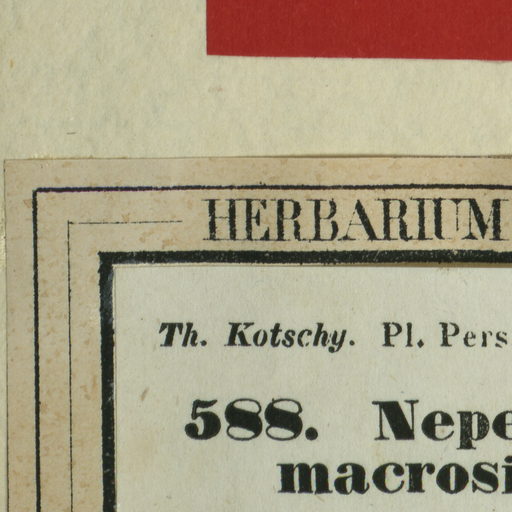 HERBARIUM
Th. Kotschy. Pl. Pers
588. Nepe
macrosi